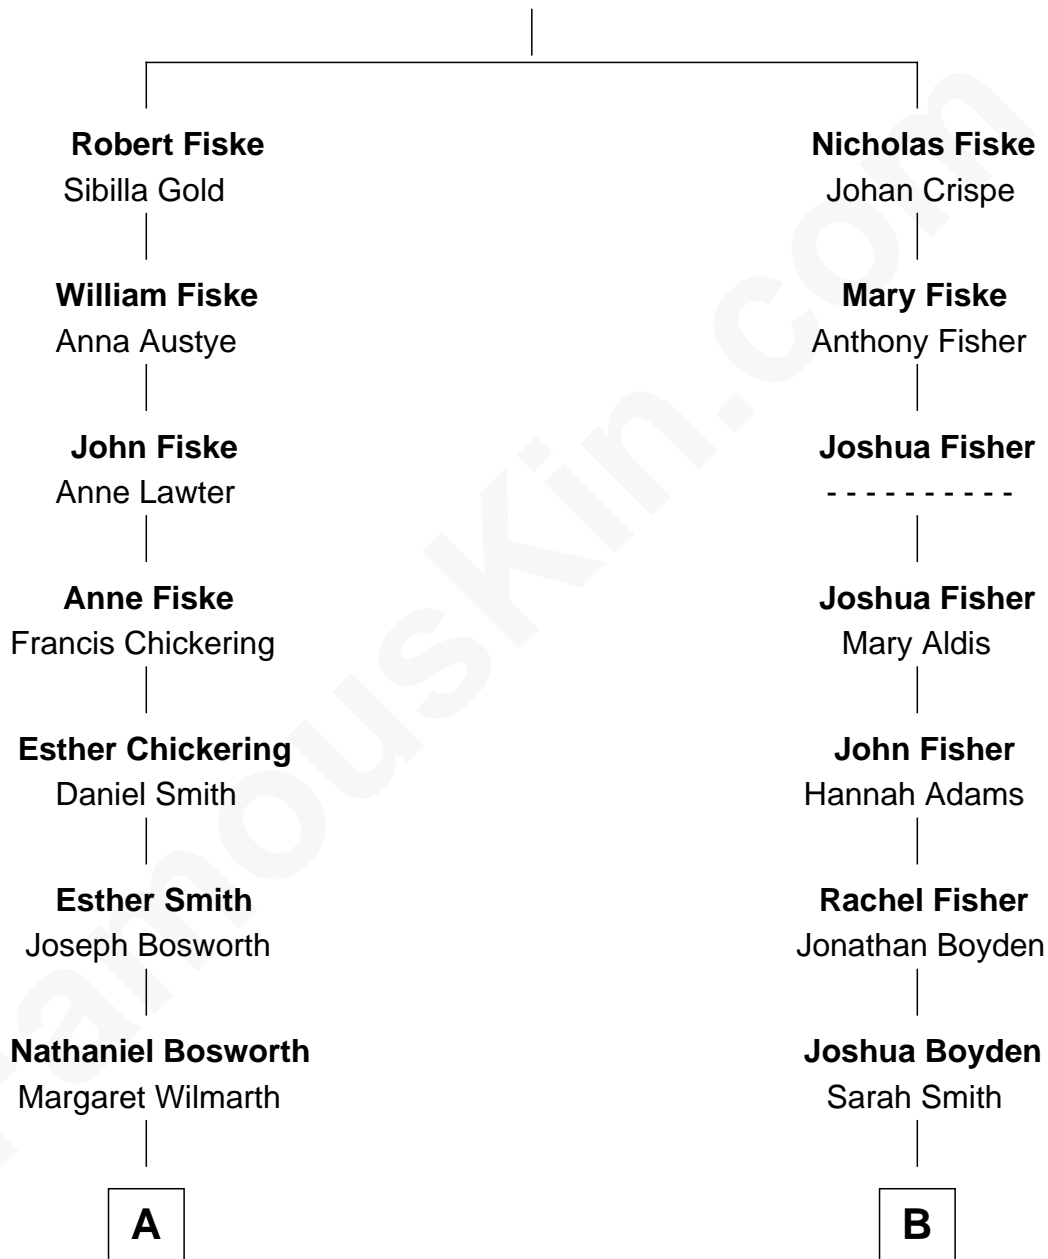 Robert Fiske
Sibilla Gold
William Fiske
Anna Austye
John Fiske
Anne Lawter
Anne Fiske
Francis Chickering
Esther Chickering
Daniel Smith
Esther Smith
Joseph Bosworth
Nathaniel Bosworth
Margaret Wilmarth
A
Nicholas Fiske
Johan Crispe
Mary Fiske
Anthony Fisher
Joshua Fisher
- - - - - - - - - -
Joshua Fisher
Mary Aldis
John Fisher
Hannah Adams
Rachel Fisher
Jonathan Boyden
Joshua Boyden
Sarah Smith
B
FamousKin.com